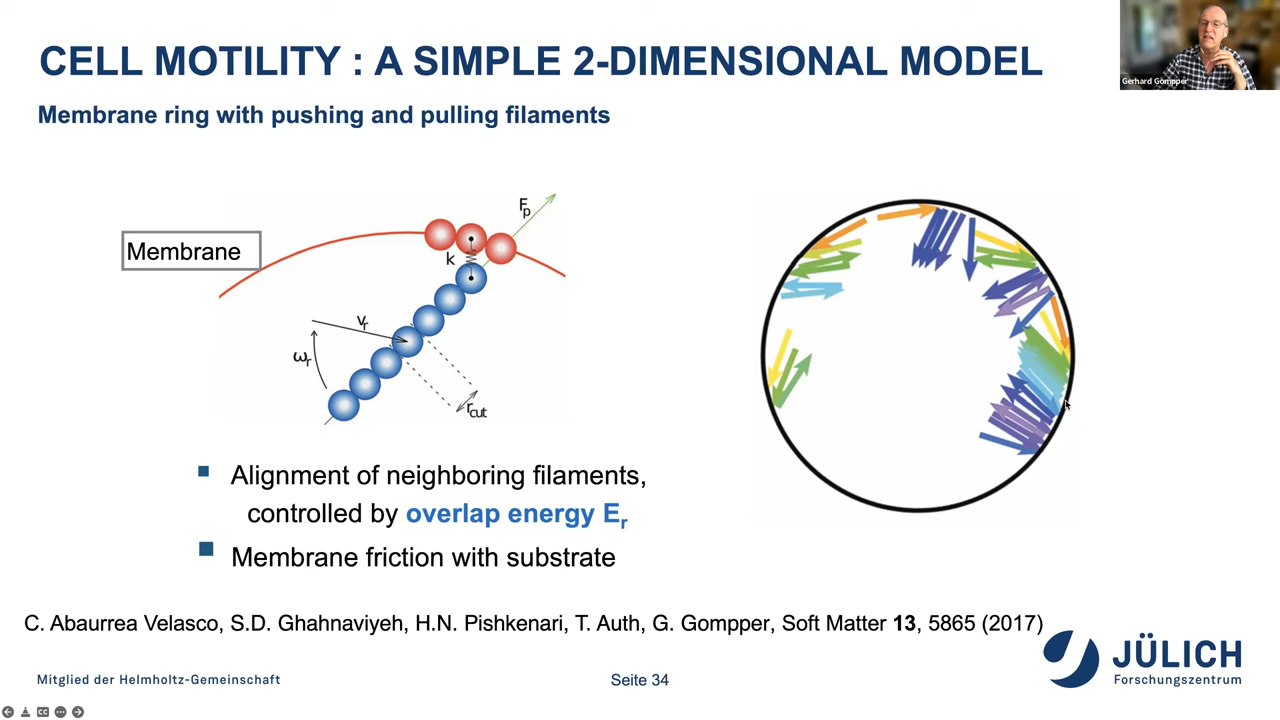 CELL MOTILITY : A SIMPLE 2-DIMENSIONAL MODEL
Gerhard Gompper
Membrane ring with pushing and pulling filaments
Membrane
Fp
k
vr
ωr
rcut
Alignment of neighboring filaments,
controlled by overlap energy Er
Membrane friction with substrate
C. Abaurrea Velasco, S.D. Ghahnaviyeh, H.N. Pishkenari, T. Auth, G. Gompper, Soft Matter 13, 5865 (2017)
JÜLICH
Forschungszentrum
Mitglied der Helmholtz-Gemeinschaft
Seite 34